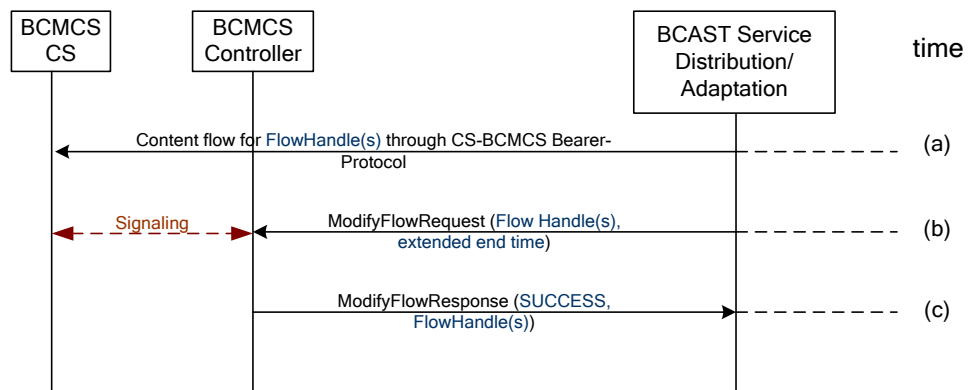 BCMCS
CS
BCMCS
Controller
BCAST Service
Distribution/
Adaptation
time
Content flow for FlowHandle(s) through CS-BCMCS Bearer-
Protocol
(a)
Signaling
ModifyFlowRequest (Flow Handle(s),
extended end time)
(b)
ModifyFlowResponse (SUCCESS,
FlowHandle(s))
(c)